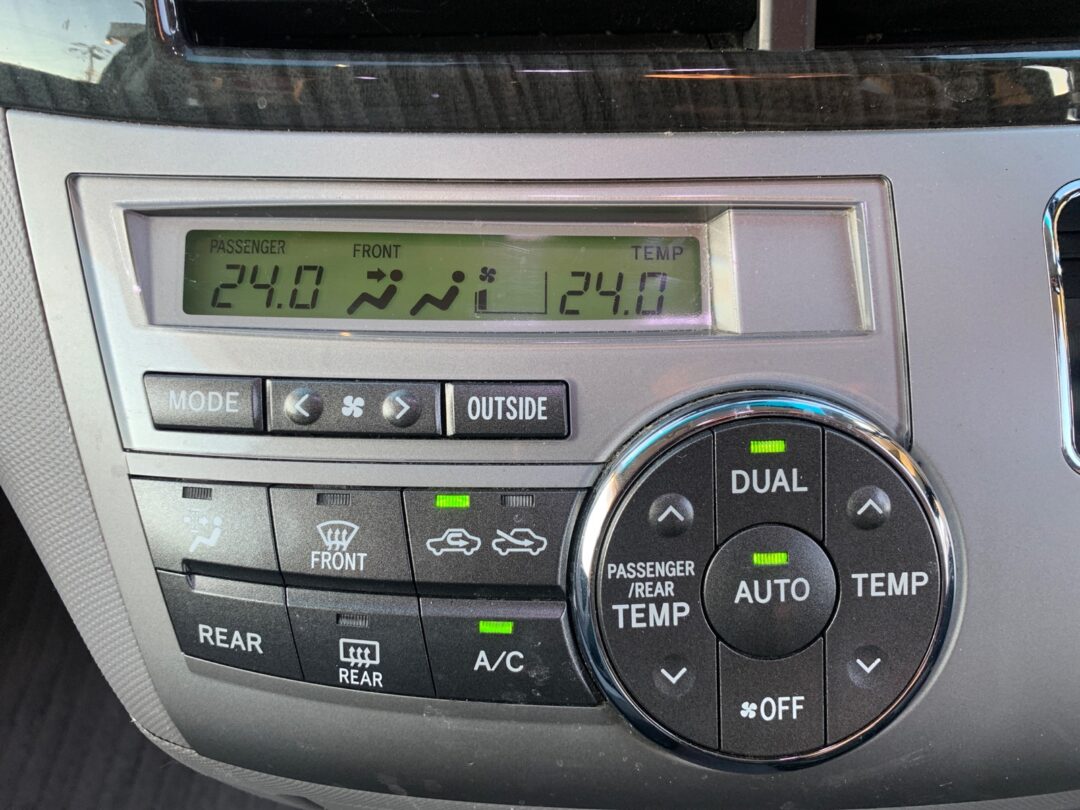 PASSENGER FRONT TEMP
24.0 24.0
MODE OUTSIDE
DUAL
FRONT
PASSENGER
/REAR
TEMP
AUTO
TEMP
REAR
REAR
A/C
OFF